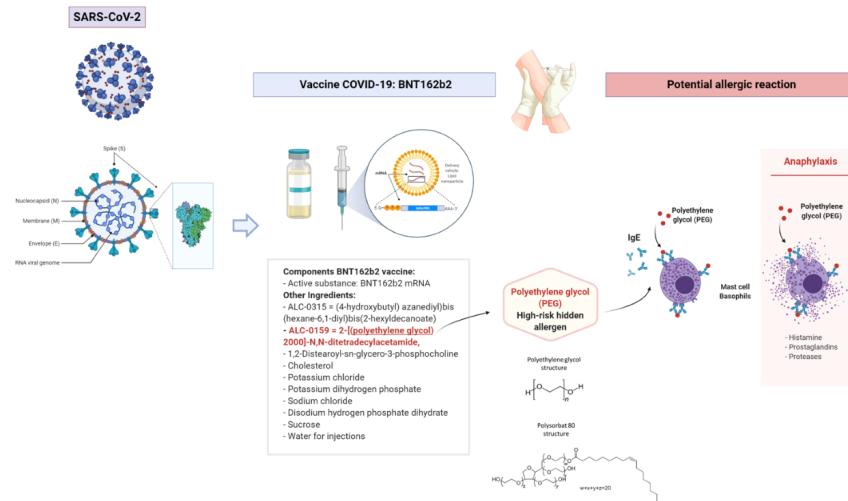 SARS-CoV-2
Spike (S)
Nucleocapsid (N)
Membrane (M)
Envelope (E)
RNA viral genome
Vaccine COVID-19: BNT162b2
mRNA
Delivery
vehicle
Lipid
nanoparticle
Components BNT162b2 vaccine:
- Active substance: BNT162b2 mRNA
Other Ingredients:
- ALC-0315 = (4-hydroxybutyl) azanediyl)bis
(hexane-6,1-diyl)bis(2-hexyldecanoate)
- ALC-0159 = 2-[(polyethylene glycol)
2000]-N,N-ditetradecylacetamide,
- 1,2-Distearoyl-sn-glycero-3-phosphocholine
- Cholesterol
- Potassium chloride
- Potassium dihydrogen phosphate
- Sodium chloride
- Disodium hydrogen phosphate dihydrate
- Sucrose
- Water for injections
Polyethylene glycol
(PEG)
High-risk hidden
allergen
Polyethylene glycol
structure
H O O H n
Polysorbat 80
structure
w+x+y+z=20
Potential allergic reaction
Polyethylene
glycol (PEG)
IgE
Mast cell
Basophils
Anaphylaxis
Polyethylene
glycol (PEG)
- Histamine
- Prostaglandins
- Proteases